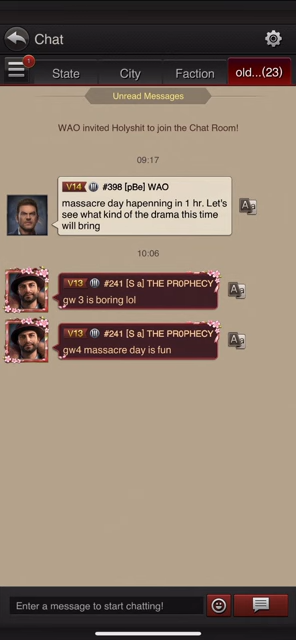 Chat
1
State
City
Faction
old...(23)
Unread Messages
WAO invited Holyshit to join the Chat Room!
09:17
V14 #398 [pBe] WAO
massacre day hapenning in 1 hr. Let's
see what kind of the drama this time
will bring
10:06
V13 #241 [S a] THE PR0PHECY
gw 3 is boring lol
V13 #241 [S a] THE PR0PHECY
gw4 massacre day is fun
Enter a message to start chatting!